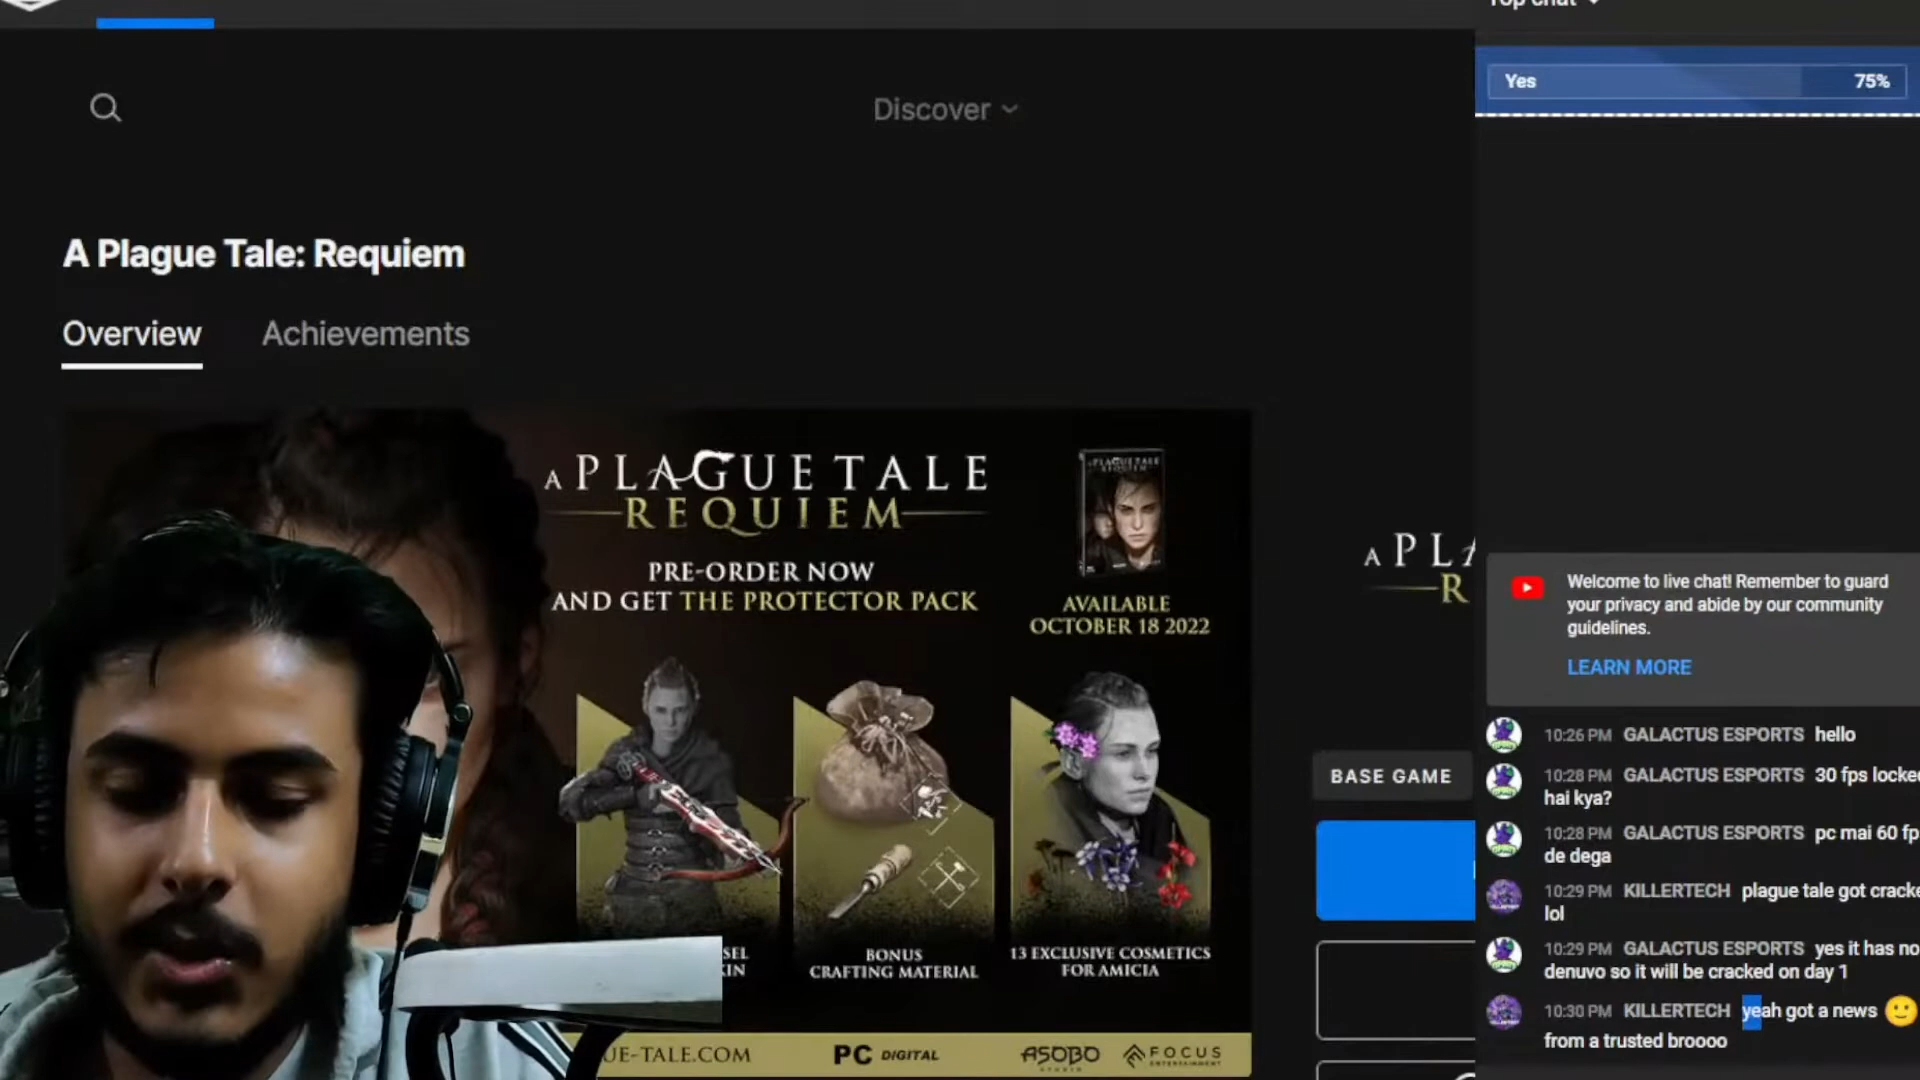 Yes 75%
Discover
A Plague Tale: Requiem
Overview Achievements
A PLAGUE TALE
REQUIEM
PRE-ORDER NOW
AND GET THE PROTECTOR PACK
AVAILABLE
OCTOBER 18 2022
BONUS
CRAFTING MATERIAL
13 EXCLUSIVE COSMETICS
FOR AMICIA
PC DIGITAL
ASOBO
STUDIO
FOCUS
ENTERTAINMENT
BASE GAME
Welcome to live chat! Remember to guard
your privacy and abide by our community
guidelines.
LEARN MORE
10:26 PM GALACTUS ESPORTS hello
10:28 PM GALACTUS ESPORTS 30 fps locked
hai kya?
10:28 PM GALACTUS ESPORTS pc mai 60 fp
de dega
10:29 PM KILLERTECH plague tale got cracke
lol
10:29 PM GALACTUS ESPORTS yes it has no
denuvo so it will be cracked on day 1
10:30 PM KILLERTECH yeah got a news 🙂
from a trusted broooo